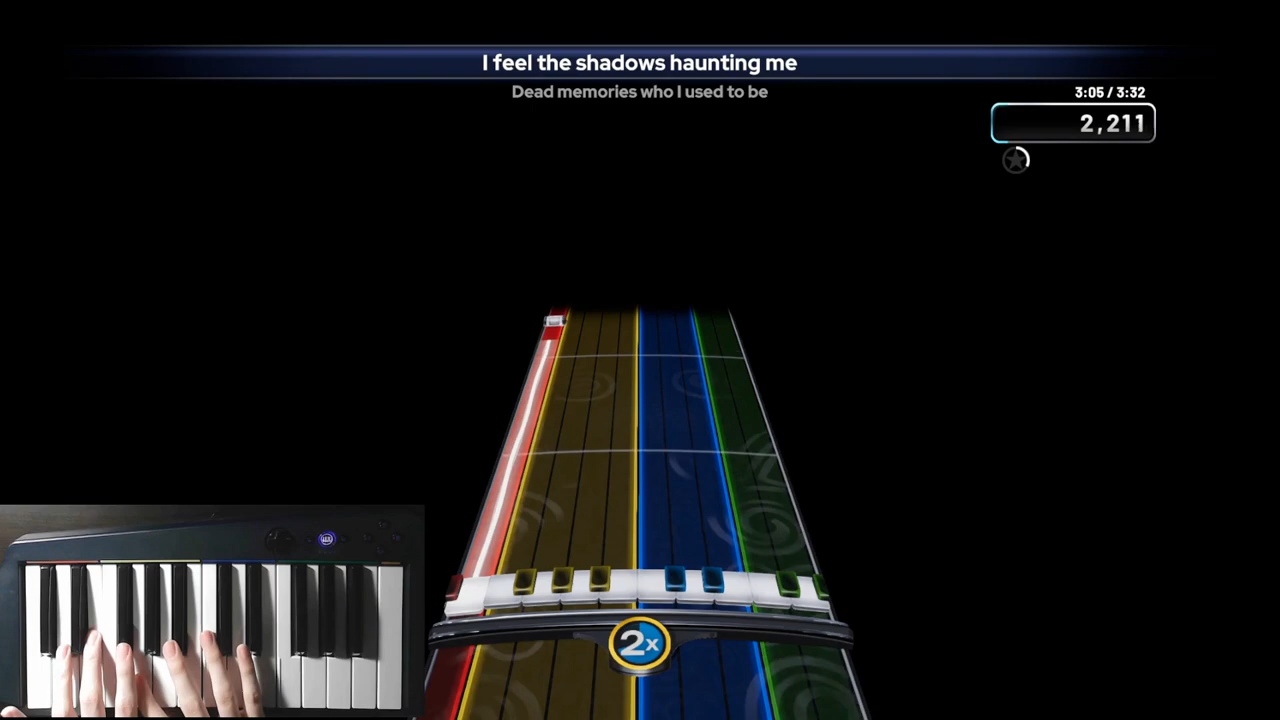 I feel the shadows haunting me
Dead memories who I used to be
3:05 / 3:32
2,211
2x